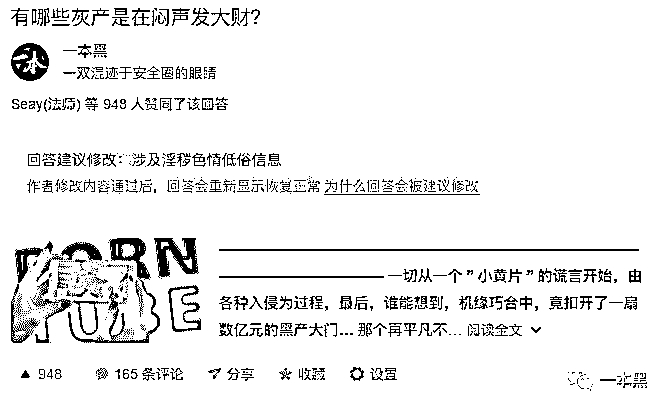 有哪些灰产是在闷声发大财?
一本黑
一双混迹于安全圈的眼睛
Seay(法师) 等 948 人赞同了该回答
回答建议修改:涉及淫秽色情低俗信息
作者修改内容通过后，回答会重新显示恢复正常 为什么回答会被建议修改
PORN
TUBE
一切从一个 " 小黄片 " 的谎言开始，由
各种入侵为过程，最后，谁能想到，机缘巧合中，竟扣开了一扇
数亿元的黑产大门... 那个再平凡不... 阅读全文
948 165 条评论 分享 收藏 设置
一本黑